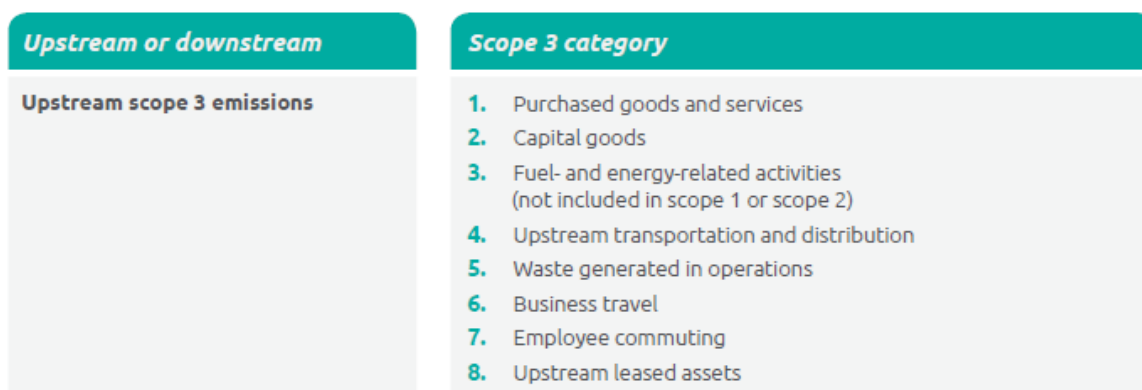 Upstream or downstream
Scope 3 category
Upstream scope 3 emissions
1. Purchased goods and services
2. Capital goods
3. Fuel- and energy-related activities
(not included in scope 1 or scope 2)
4. Upstream transportation and distribution
5. Waste generated in operations
6. Business travel
7. Employee commuting
8. Upstream leased assets